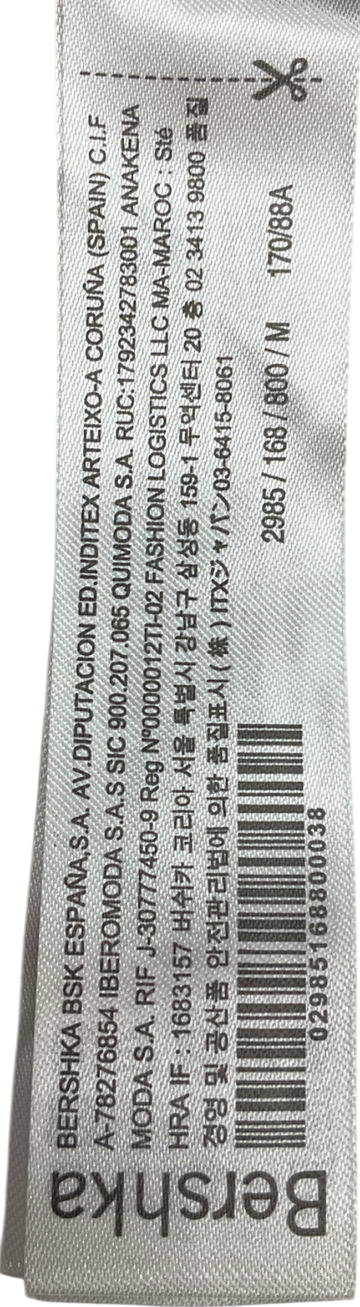 Bershka
BERSHKA BSK ESPAÑA,S.A. AV.DIPUTACION ED.INDITEX ARTEIXO-A CORUÑA (SPAIN) C.I.F
A-78276854 IBEROMODA S.A.S SIC 900.207.065 QUIMODA S.A. RUC:1792342783001 ANAKENA
MODA S.A. RIF J-30777450-9 Reg Nº0000012TI-02 FASHION LOGISTICS LLC MA-MAROC : Sté
HRA IF : 1683157 버쉬카 코리아 서울 특별시 강남구 삼성동 159-1 무역센터 20 층 02 3413 9800 품질
경영 및 공산품 안전관리법에 의한 품질표시 ( 株 ) ITXジャパン03-6415-8061
2985 / 168 / 800 / M 170/88A
02985168800038